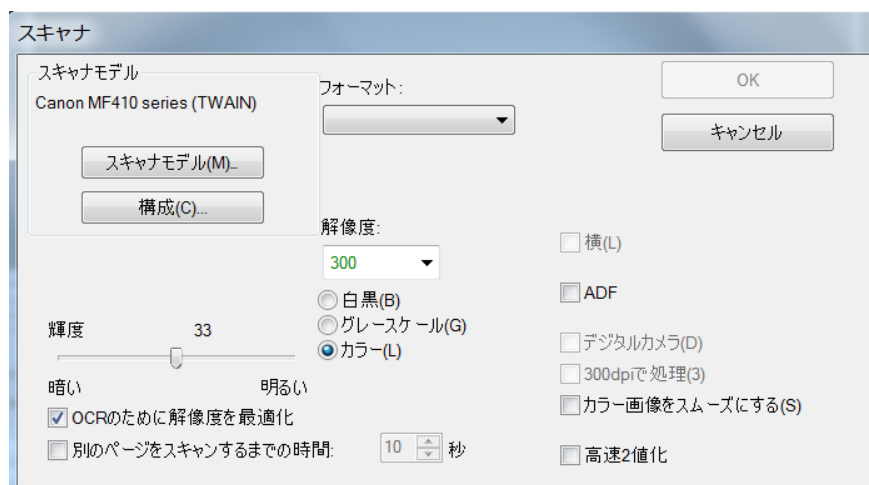 スキャナ
スキャナモデル
Canon MF410 series (TWAIN)
スキャナモデル(M)...
構成(C)...
フォーマット:
OK
キャンセル
解像度:
300
白黒(B)
グレースケール(G)
カラー(L)
横(L)
ADF
デジタルカメラ(D)
300dpiで処理(3)
カラー画像をスムーズにする(S)
高速2値化
輝度 33
暗い 明るい
OCRのために解像度を最適化
別のページをスキャンするまでの時間: 10 秒